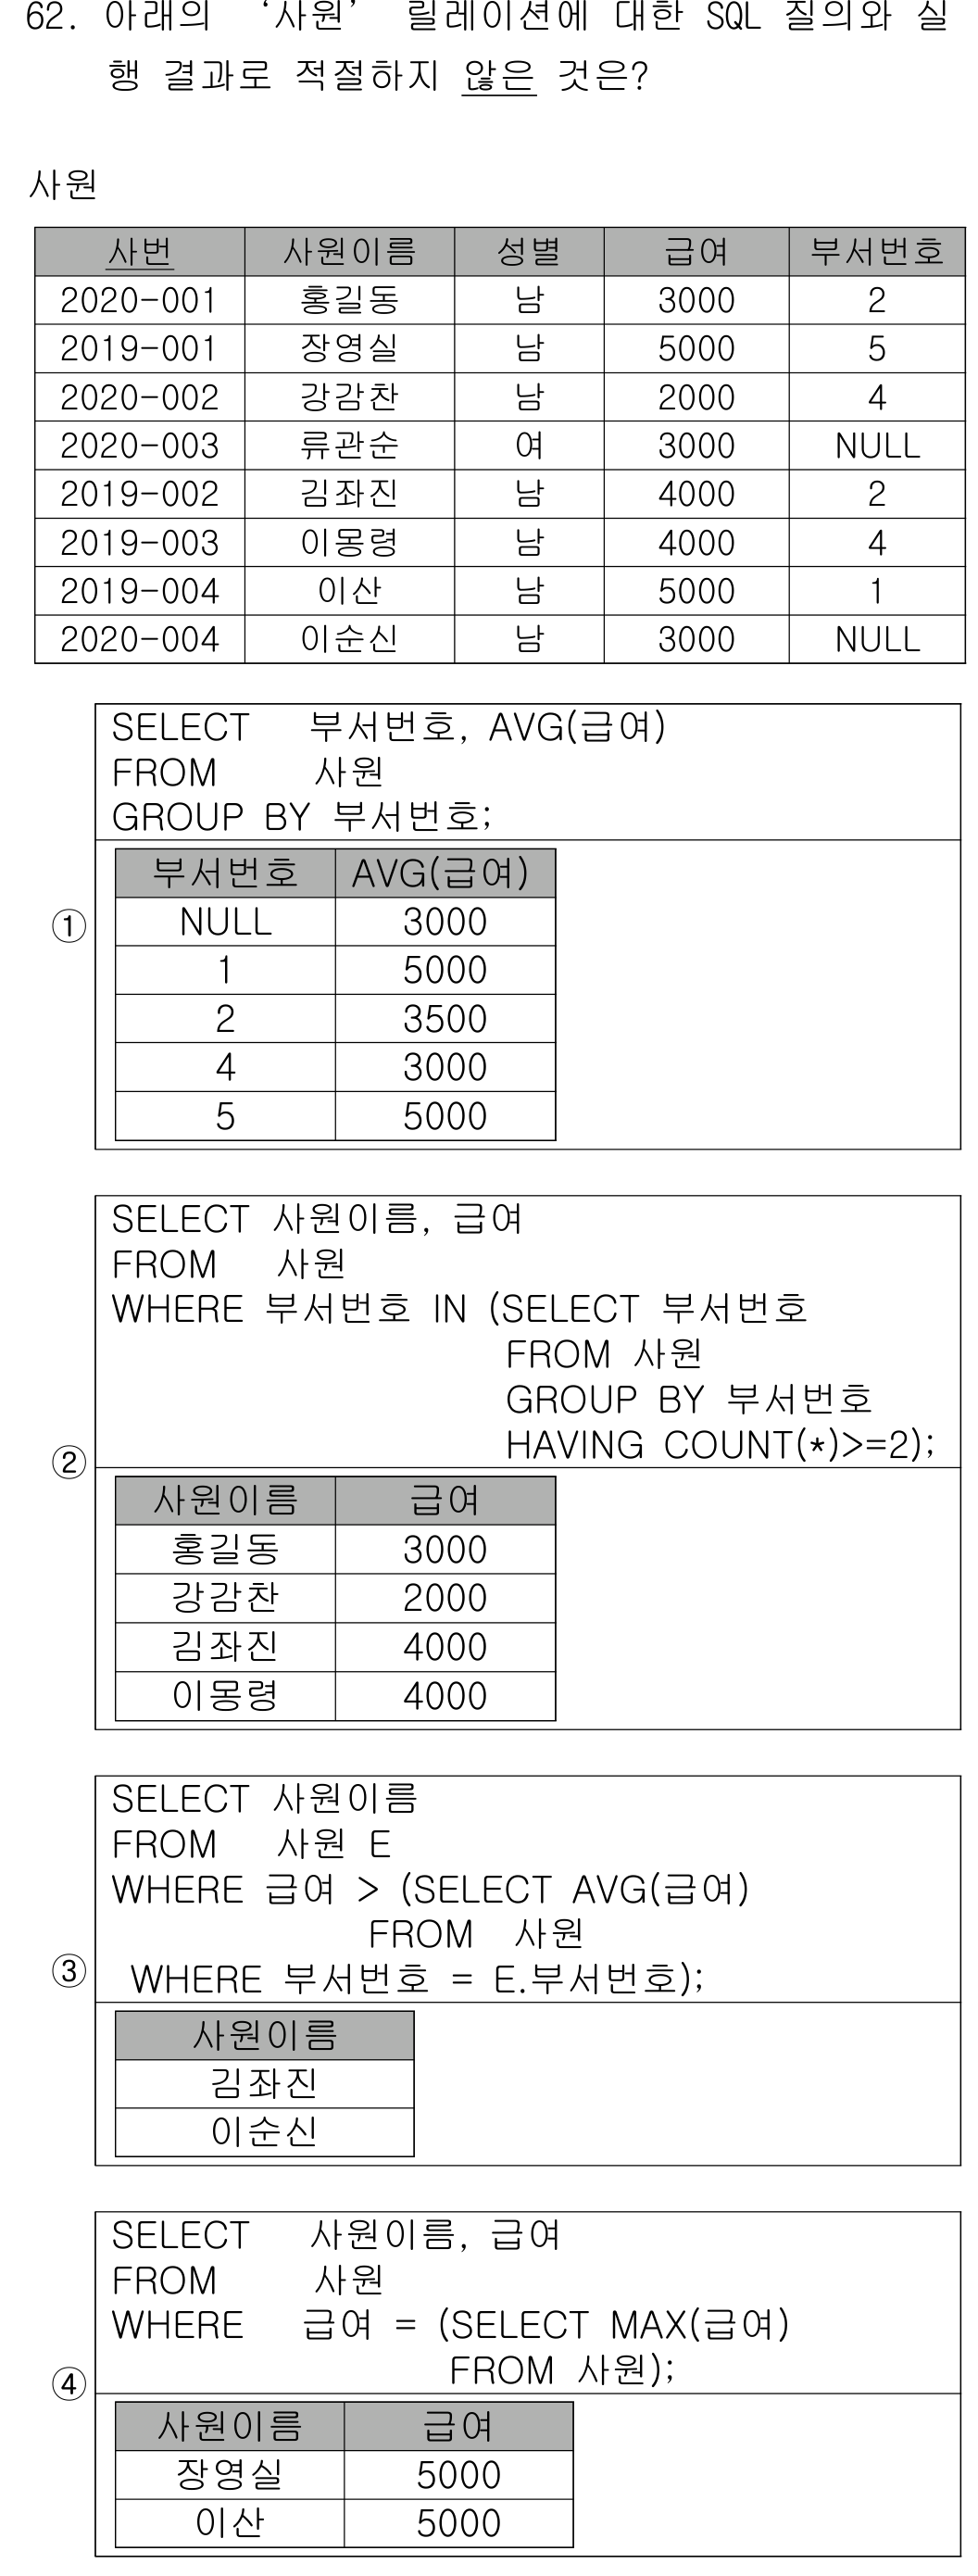 62. 아래의 ‘사원’ 릴레이션에 대한 SQL 질의와 실
행 결과로 적절하지 않은 것은?
사원
사번 사원이름 성별 급여 부서번호
2020-001 홍길동 남 3000 2
2019-001 장영실 남 5000 5
2020-002 강감찬 남 2000 4
2020-003 류관순 여 3000 NULL
2019-002 김좌진 남 4000 2
2019-003 이몽령 남 4000 4
2019-004 이산 남 5000 1
2020-004 이순신 남 3000 NULL
①
SELECT 부서번호, AVG(급여)
FROM 사원
GROUP BY 부서번호;
부서번호 AVG(급여)
NULL 3000
1 5000
2 3500
4 3000
5 5000
②
SELECT 사원이름, 급여
FROM 사원
WHERE 부서번호 IN (SELECT 부서번호
FROM 사원
GROUP BY 부서번호
HAVING COUNT(*)>=2);
사원이름 급여
홍길동 3000
강감찬 2000
김좌진 4000
이몽령 4000
③
SELECT 사원이름
FROM 사원 E
WHERE 급여 > (SELECT AVG(급여)
FROM 사원
WHERE 부서번호 = E.부서번호);
사원이름
김좌진
이순신
④
SELECT 사원이름, 급여
FROM 사원
WHERE 급여 = (SELECT MAX(급여)
FROM 사원);
사원이름 급여
장영실 5000
이산 5000